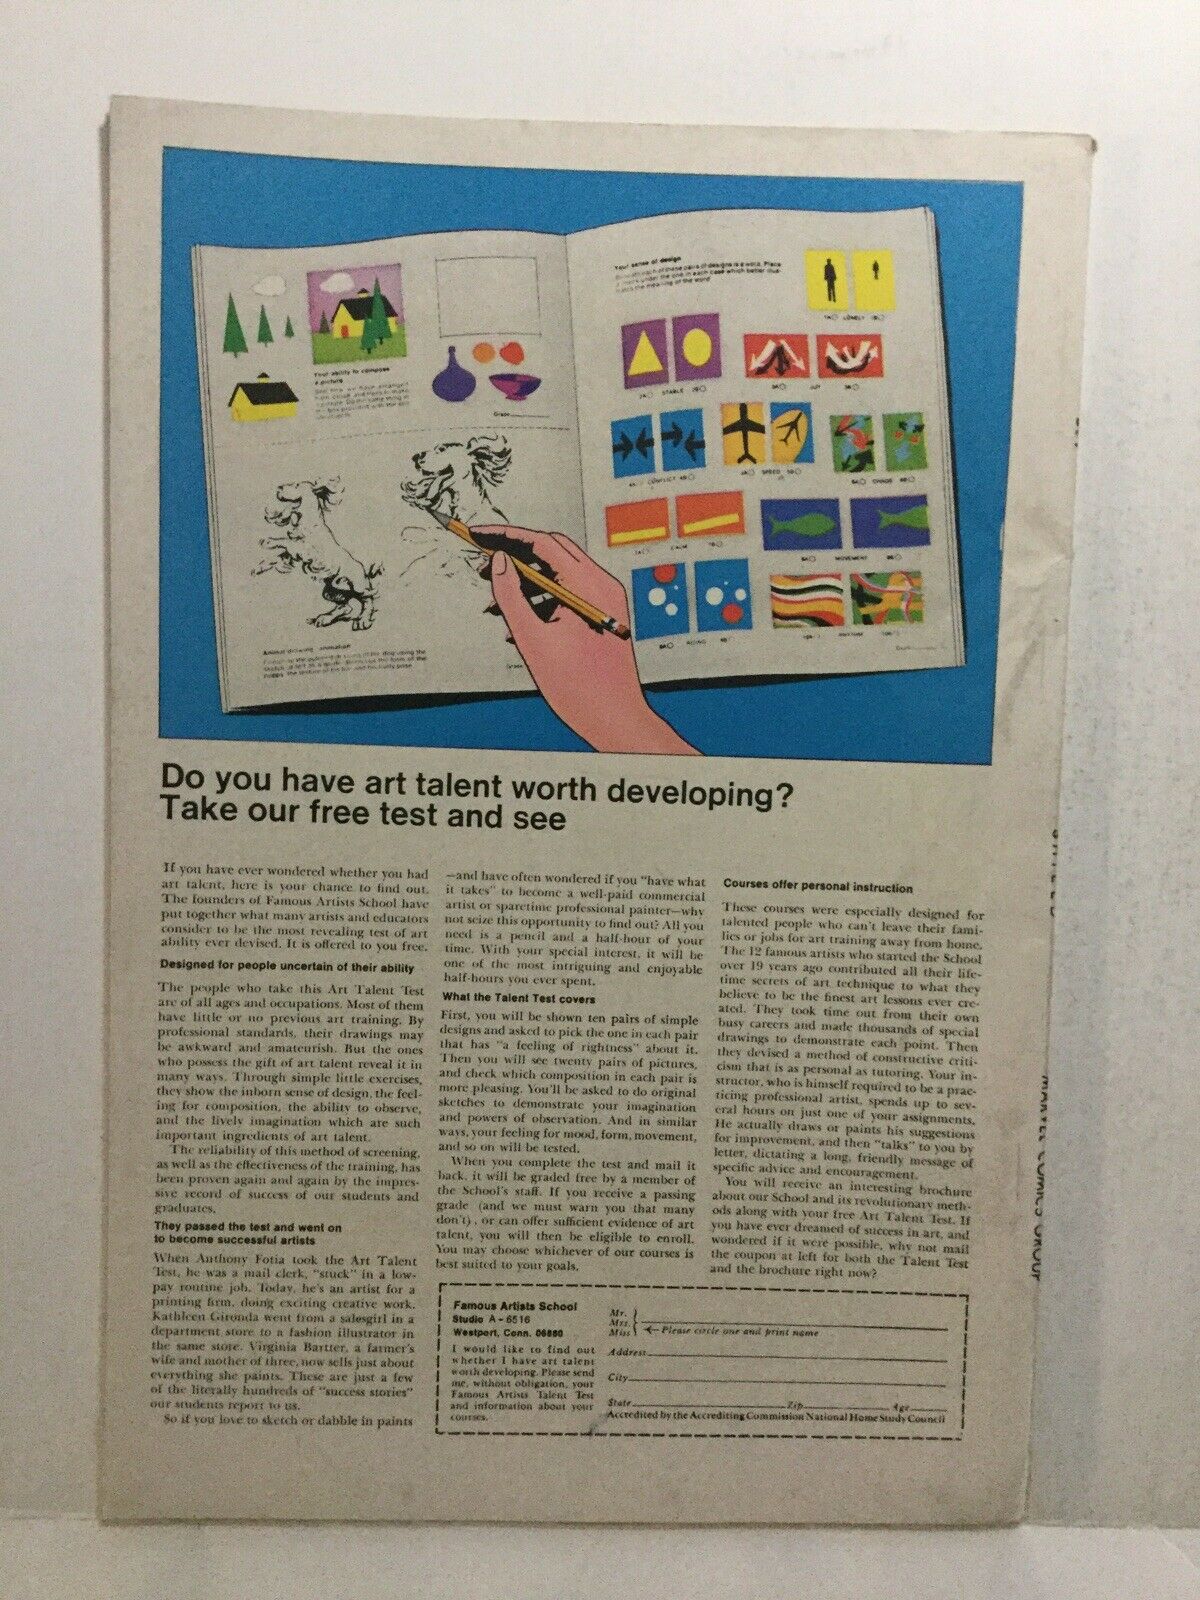 Your sense of design
LONELY
STABLE
CONFLICT
SPEED
CHAOS
CALM
MOVEMENT
Your ability to compose
a picture
Grade
Animal drawing, animation
Do you have art talent worth developing?
Take our free test and see
If you have ever wondered whether you had
art talent, here is your chance to find out.
The founders of Famous Artists School have
put together what many artists and educators
consider to be the most revealing test of art
ability ever devised. It is offered to you free.
Designed for people uncertain of their ability
The people who take this Art Talent Test
are of all ages and occupations. Most of them
have little or no previous art training. By
professional standards, their drawings may
be awkward and amateurish. But the ones
who possess the gift of art talent reveal it in
many ways. Through simple little exercises,
they show the inborn sense of design, the feel-
ing for composition, the ability to observe,
and the lively imagination which are such
important ingredients of art talent.
The reliability of this method of screening,
as well as the effectiveness of the training, has
been proven again and again by the impres-
sive record of success of our students and
graduates.
They passed the test and went on
to become successful artists
When Anthony Fotia took the Art Talent
Test, he was a mail clerk, "stuck" in a low-
pay routine job. Today, he's an artist for a
printing firm, doing exciting creative work.
Kathleen Gironda went from a salesgirl in a
department store to a fashion illustrator in
the same store. Virginia Bartter, a farmer's
wife and mother of three, now sells just about
everything she paints. These are just a few
of the literally hundreds of "success stories"
our students report to us.
So if you love to sketch or dabble in paints
—and have often wondered if you "have what
it takes" to become a well-paid commercial
artist or sparetime professional painter—why
not seize this opportunity to find out? All you
need is a pencil and a half-hour of your
time. With your special interest, it will be
one of the most intriguing and enjoyable
half-hours you ever spent.
What the Talent Test covers
First, you will be shown ten pairs of simple
designs and asked to pick the one in each pair
that has "a feeling of rightness" about it.
Then you will see twenty pairs of pictures,
and check which composition in each pair is
more pleasing. You'll be asked to do original
sketches to demonstrate your imagination
and powers of observation. And in similar
ways, your feeling for mood, form, movement,
and so on will be tested.
When you complete the test and mail it
back, it will be graded free by a member of
the School's staff. If you receive a passing
grade (and we must warn you that many
don't), or can offer sufficient evidence of art
talent, you will then be eligible to enroll.
You may choose whichever of our courses is
best suited to your goals.
Courses offer personal instruction
These courses were especially designed for
talented people who can't leave their fami-
lies or jobs for art training away from home.
The 12 famous artists who started the School
over 19 years ago contributed all their life-
time secrets of art technique to what they
believe to be the finest art lessons ever cre-
ated. They took time out from their own
busy careers and made thousands of special
drawings to demonstrate each point. Then
they devised a method of constructive criti-
cism that is as personal as tutoring. Your in-
structor, who is himself required to be a prac-
ticing professional artist, spends up to sev-
eral hours on just one of your assignments.
He actually draws or paints his suggestions
for improvement, and then "talks" to you by
letter, dictating a long, friendly message of
specific advice and encouragement.
You will receive an interesting brochure
about our School and its revolutionary meth-
ods along with your free Art Talent Test. If
you have ever dreamed of success in art, and
wondered if it were possible, why not mail
the coupon at left for both the Talent Test
and the brochure right now?
Famous Artists School
Studio A-6516
Westport, Conn. 06880
I would like to find out
whether I have art talent
worth developing. Please send
me, without obligation, your
Famous Artists Talent Test
and information about your
courses.
Mr.
Mrs.
Miss Please circle one and print name
Address
City
State Zip Age
Accredited by the Accrediting Commission National Home Study Council
MARVEL COMICS GROUP